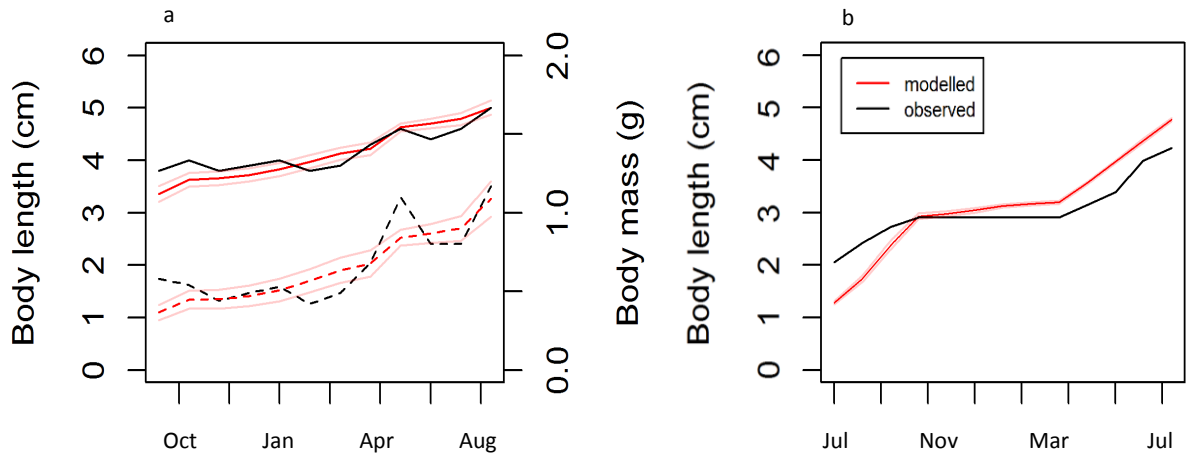 a
Body length (cm)
6
5
4
3
2
1
0
2.0
1.0
0.0
Body mass (g)
Oct Jan Apr Aug
b
Body length (cm)
6
5
4
3
2
1
0
modelled
observed
Jul Nov Mar Jul